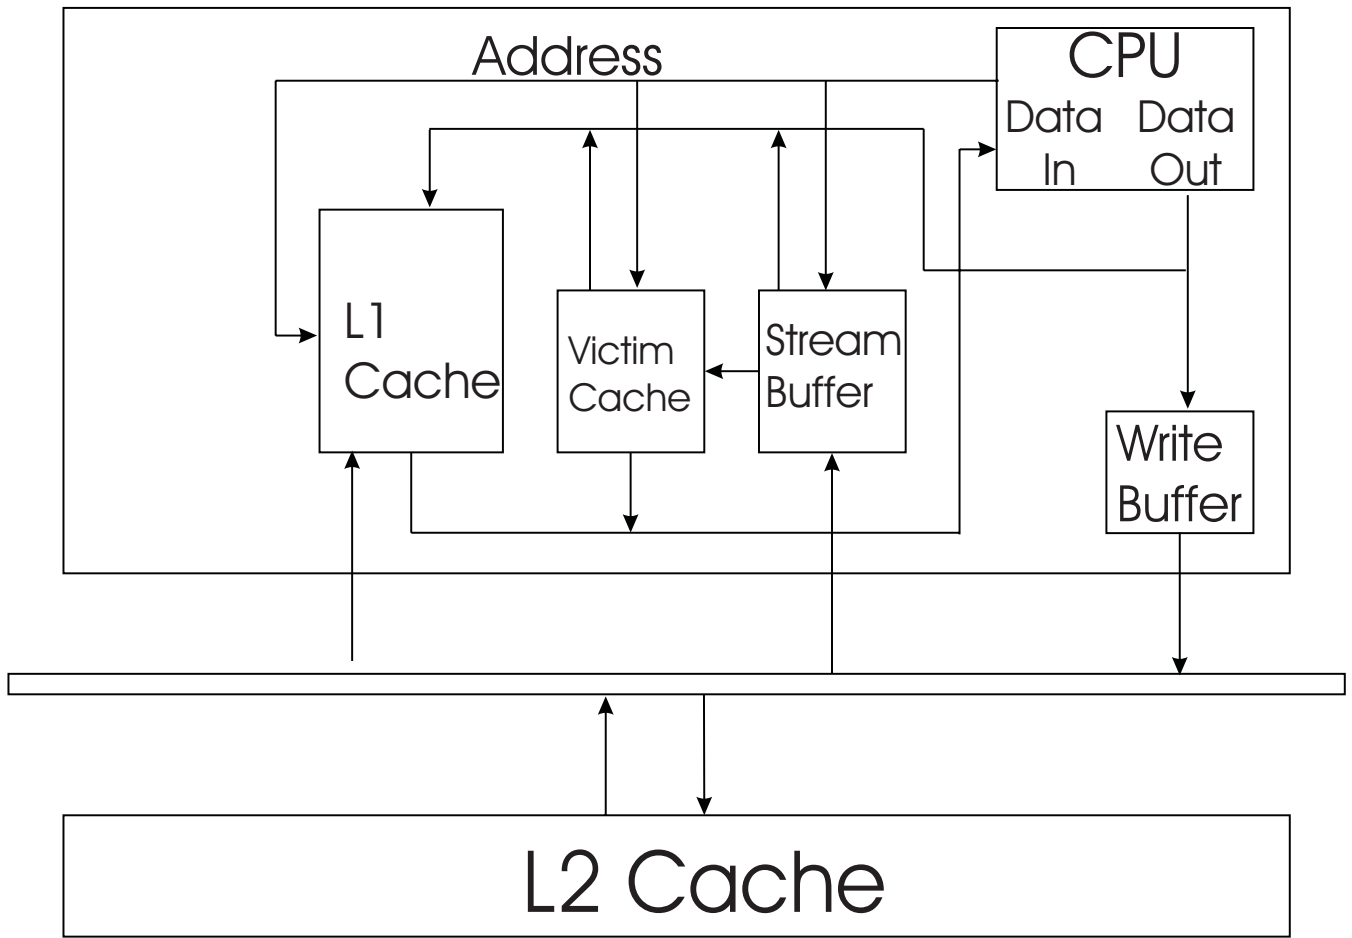 Address
CPU
Data Data
In Out
L1
Cache
Victim
Cache
Stream
Buffer
Write
Buffer
L2 Cache